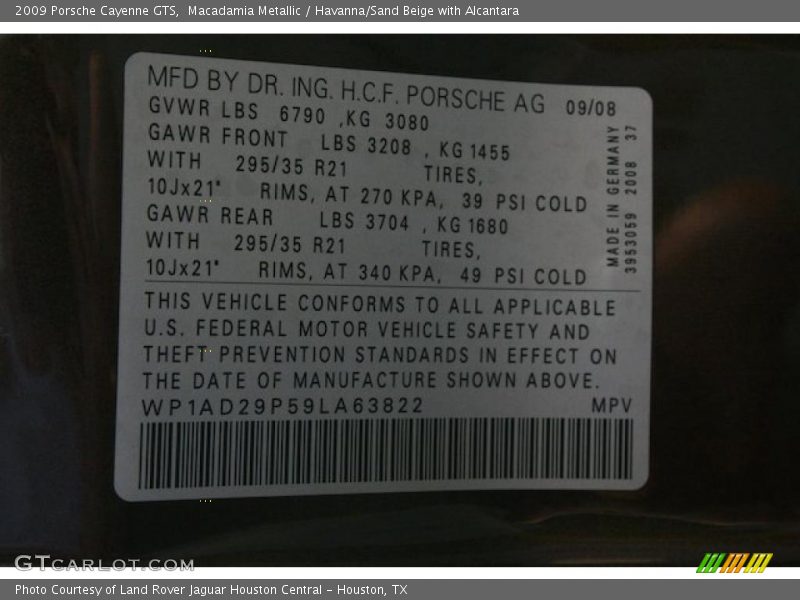 2009 Porsche Cayenne GTS, Macadamia Metallic / Havanna/Sand Beige with Alcantara
MFD BY DR. ING. H.C.F. PORSCHE AG 09/08
GVWR LBS 6790 ,KG 3080
GAWR FRONT LBS 3208 , KG 1455
WITH 295/35 R21 TIRES,
10Jx21" RIMS, AT 270 KPA, 39 PSI COLD
GAWR REAR LBS 3704 , KG 1680
WITH 295/35 R21 TIRES,
10Jx21" RIMS, AT 340 KPA, 49 PSI COLD
MADE IN GERMANY
3953059 2008 37
THIS VEHICLE CONFORMS TO ALL APPLICABLE
U.S. FEDERAL MOTOR VEHICLE SAFETY AND
THEFT PREVENTION STANDARDS IN EFFECT ON
THE DATE OF MANUFACTURE SHOWN ABOVE.
WP1AD29P59LA63822 MPV
GTCARLOT.COM
Photo Courtesy of Land Rover Jaguar Houston Central - Houston, TX